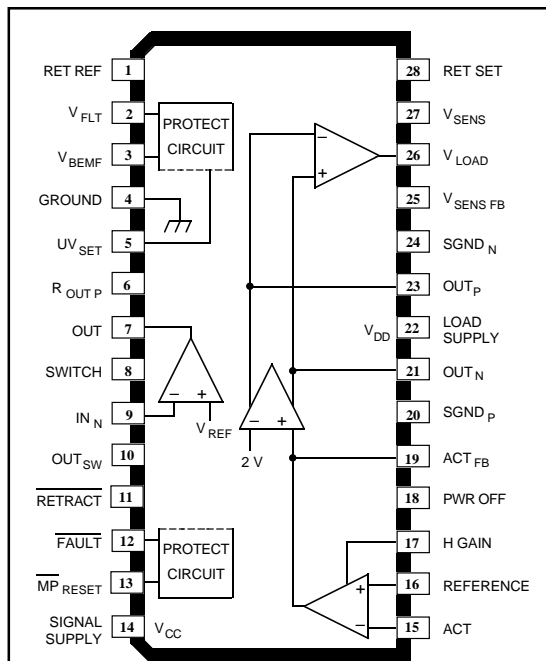 RET REF 1
V FLT 2
V BEMF 3
GROUND 4
UV SET 5
R OUT P 6
OUT 7
SWITCH 8
IN N 9
OUT SW 10
RETRACT 11
FAULT 12
MP RESET 13
SIGNAL
SUPPLY 14 V CC
PROTECT
CIRCUIT
− +
V REF
PROTECT
CIRCUIT
−
+
− +
2 V
+
−
28 RET SET
27 V SENS
26 V LOAD
25 V SENS FB
24 SGND N
23 OUT P
V DD 22 LOAD
SUPPLY
21 OUT N
20 SGND P
19 ACT FB
18 PWR OFF
17 H GAIN
16 REFERENCE
15 ACT